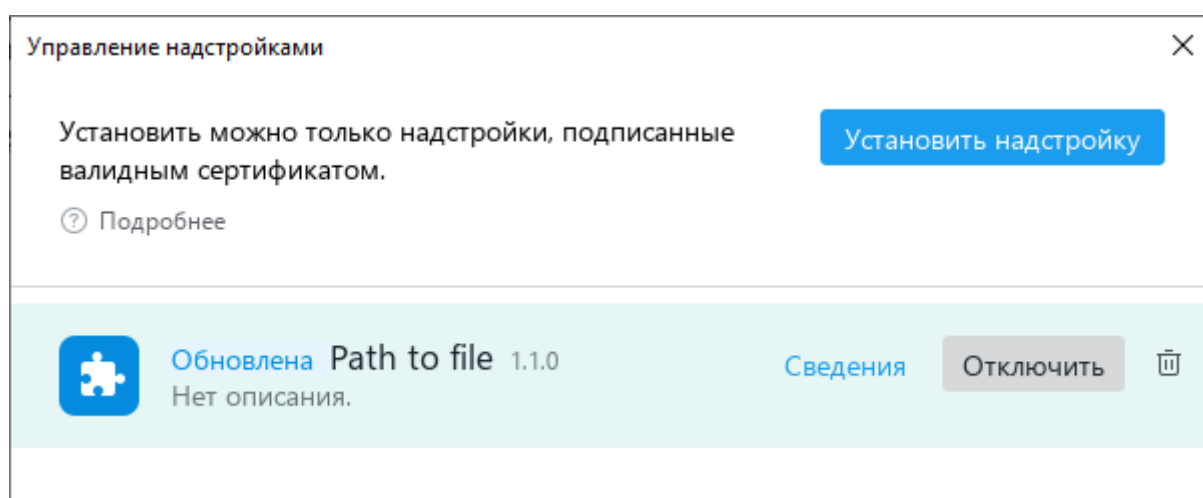 Управление надстройками
Установить можно только надстройки, подписанные
валидным сертификатом.
Установить надстройку
? Подробнее
Обновлена Path to file 1.1.0
Нет описания.
Сведения
Отключить